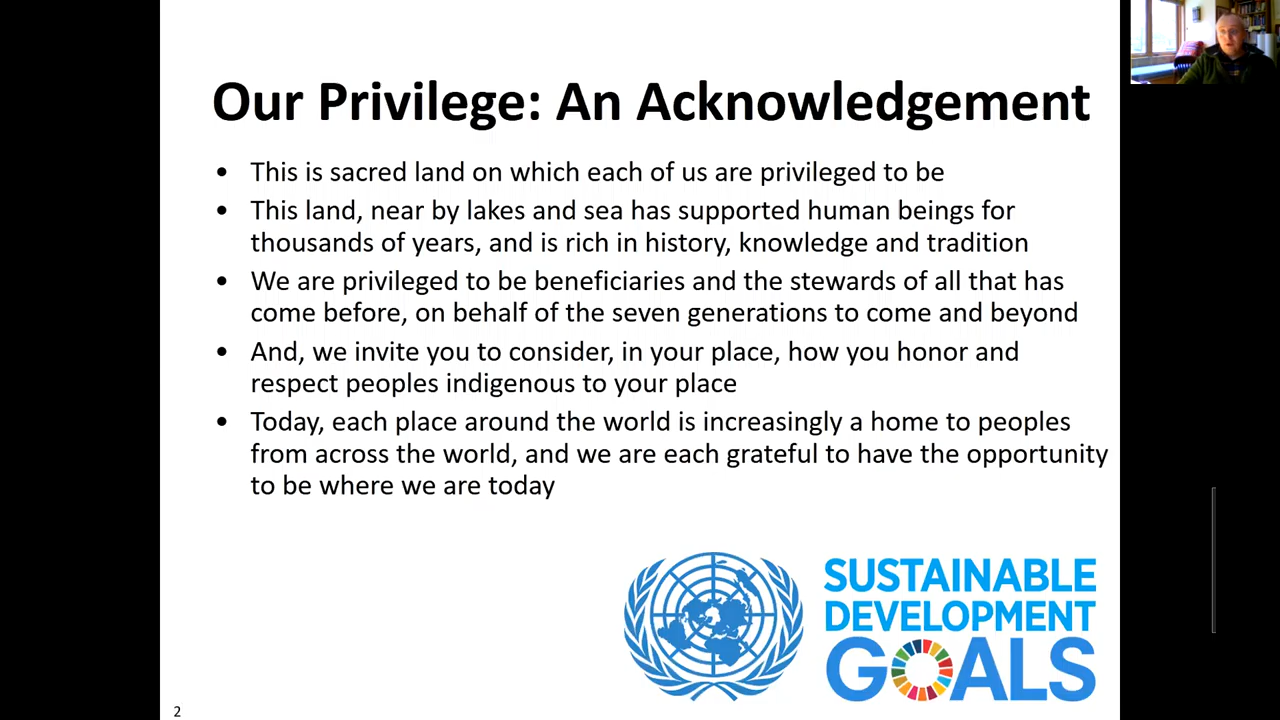 Our Privilege: An Acknowledgement
• This is sacred land on which each of us are privileged to be
• This land, near by lakes and sea has supported human beings for
thousands of years, and is rich in history, knowledge and tradition
• We are privileged to be beneficiaries and the stewards of all that has
come before, on behalf of the seven generations to come and beyond
• And, we invite you to consider, in your place, how you honor and
respect peoples indigenous to your place
• Today, each place around the world is increasingly a home to peoples
from across the world, and we are each grateful to have the opportunity
to be where we are today
SUSTAINABLE
DEVELOPMENT
GOALS
2